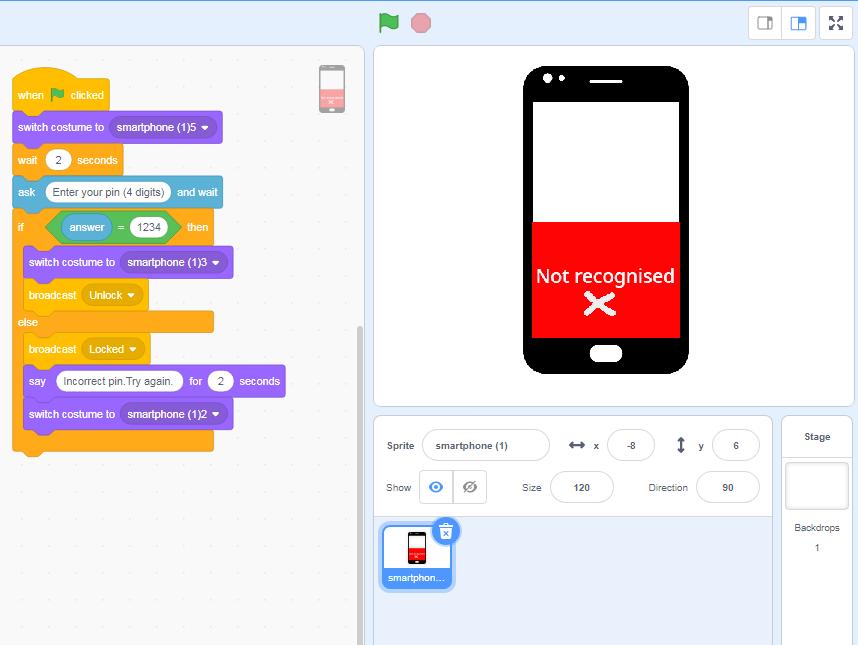 when clicked
switch costume to smartphone (1)5
wait 2 seconds
ask Enter your pin (4 digits) and wait
if answer = 1234 then
switch costume to smartphone (1)3
broadcast Unlock
else
broadcast Locked
say Incorrect pin.Try again. for 2 seconds
switch costume to smartphone (1)2
Not recognised
Sprite smartphone (1) x -8 y 6
Show Size 120 Direction 90
smartphon...
Stage
Backdrops
1